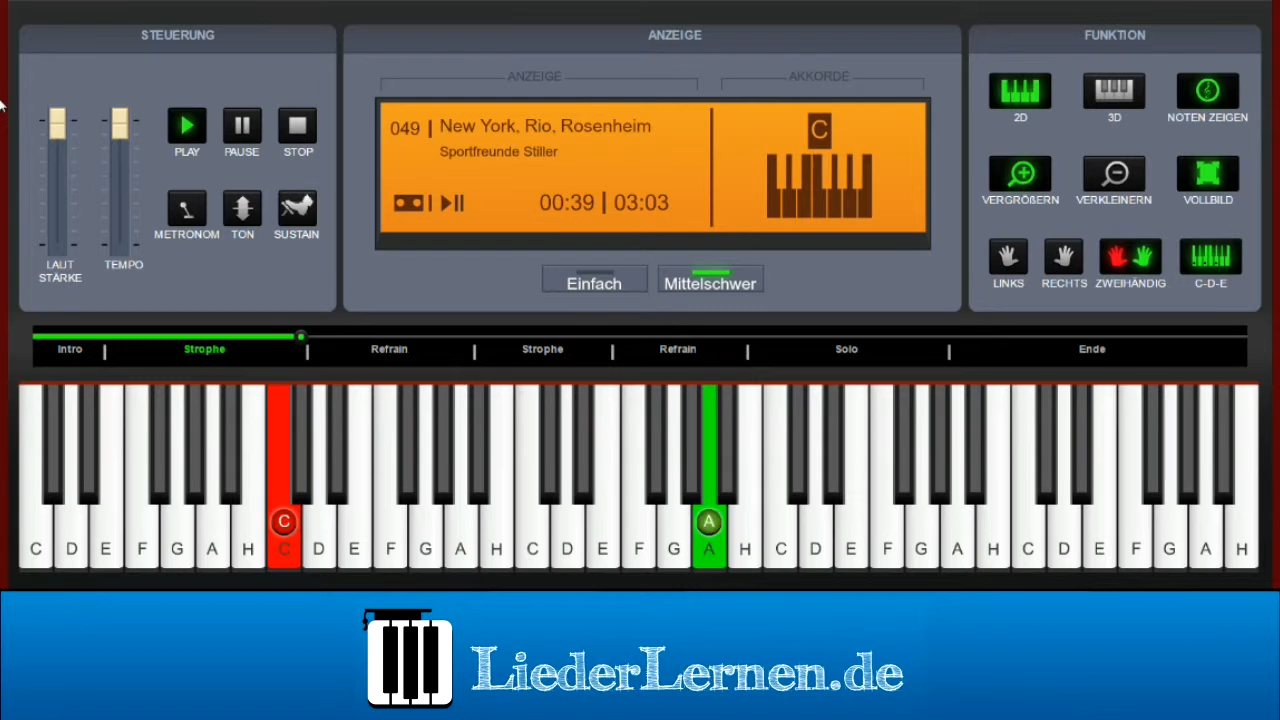 STEUERUNG
PLAY
PAUSE
STOP
METRONOM
TON
SUSTAIN
LAUT
STÄRKE
TEMPO
ANZEIGE
ANZEIGE
AKKORDE
049 | New York, Rio, Rosenheim
Sportfreunde Stiller
00:39 | 03:03
C
Einfach
Mittelschwer
FUNKTION
2D
3D
NOTEN ZEIGEN
VERGRÖßERN
VERKLEINERN
VOLLBILD
LINKS
RECHTS
ZWEIHÄNDIG
C-D-E
Intro | Strophe | Refrain | Strophe | Refrain | Solo | Ende
C A
C D E F G A H C D E F G A H C D E F G A H C D E F G A H C D E F G A H
LiederLernen.de